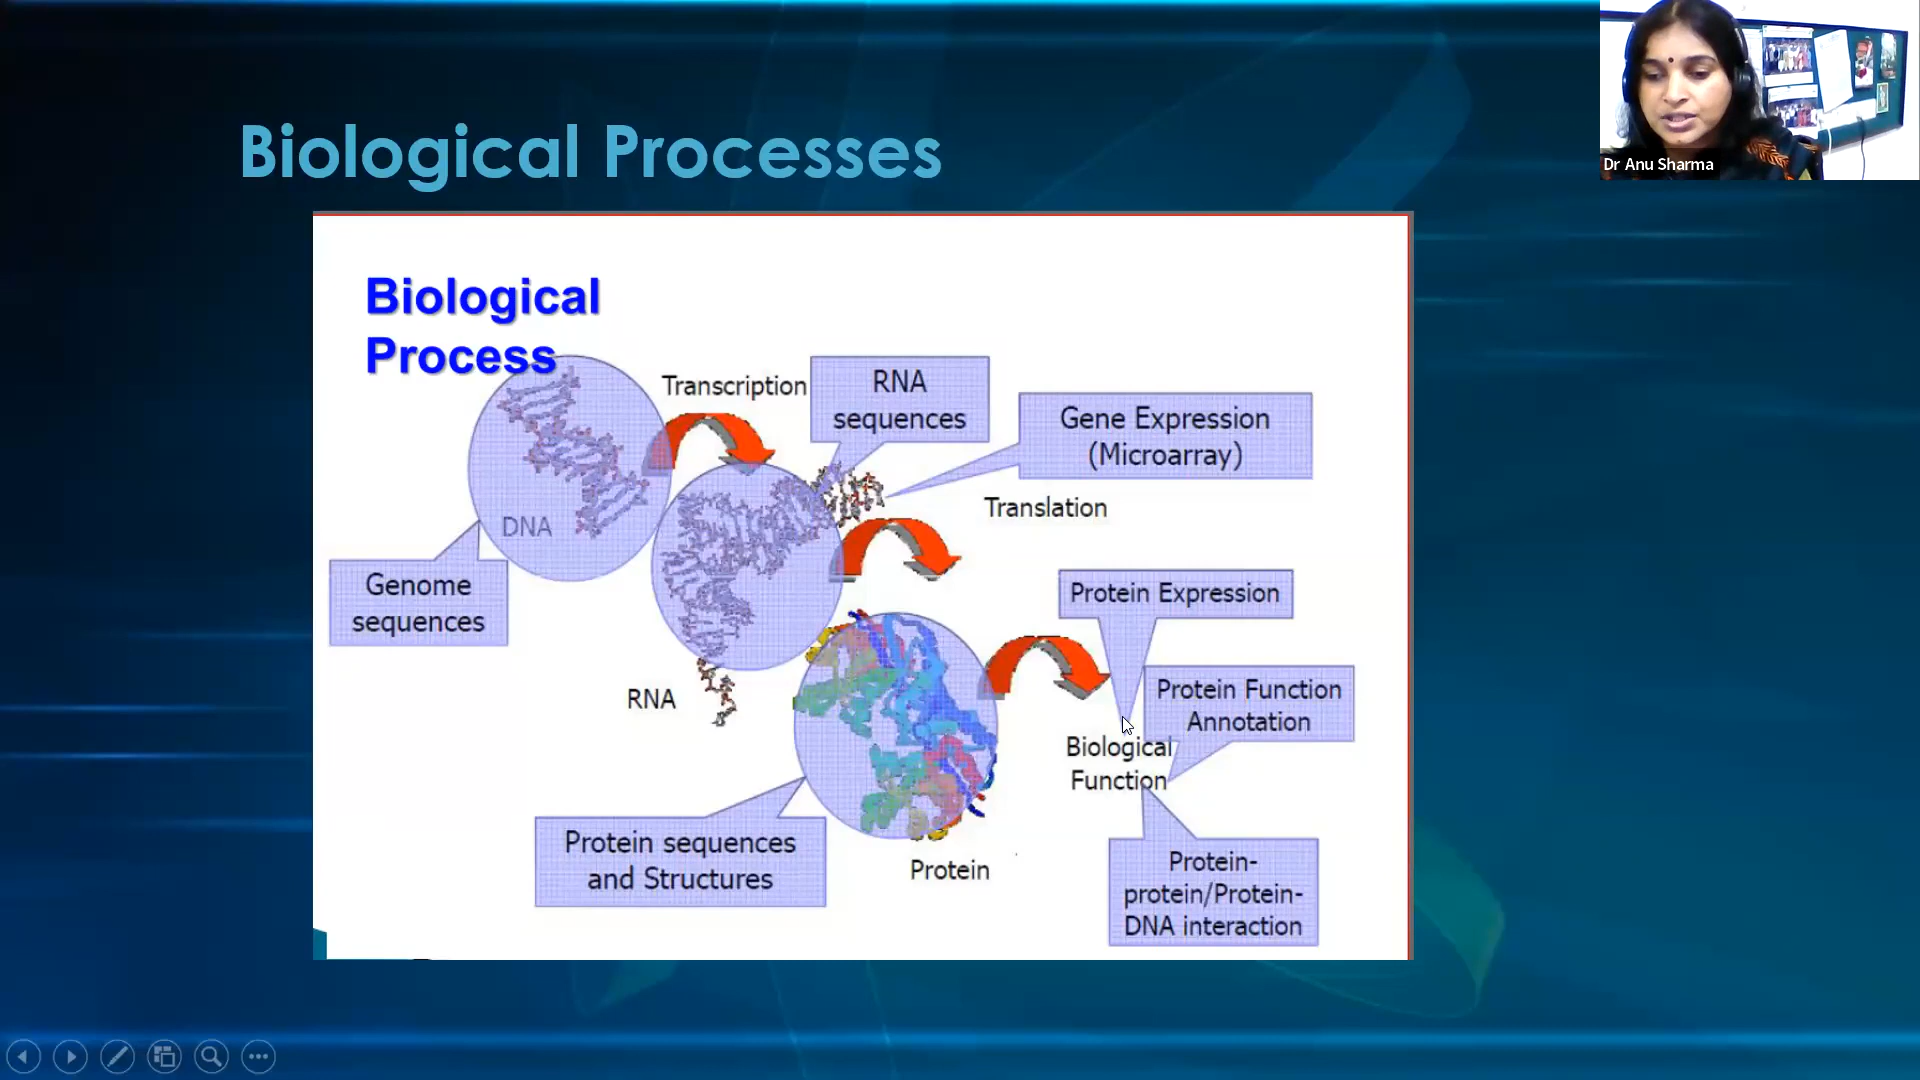 Biological Processes
Dr Anu Sharma
Biological
Process
Transcription
RNA
sequences
Gene Expression
(Microarray)
Translation
DNA
Genome
sequences
Protein Expression
RNA
Protein Function
Annotation
Biological
Function
Protein sequences
and Structures
Protein
Protein-
protein/Protein-
DNA interaction